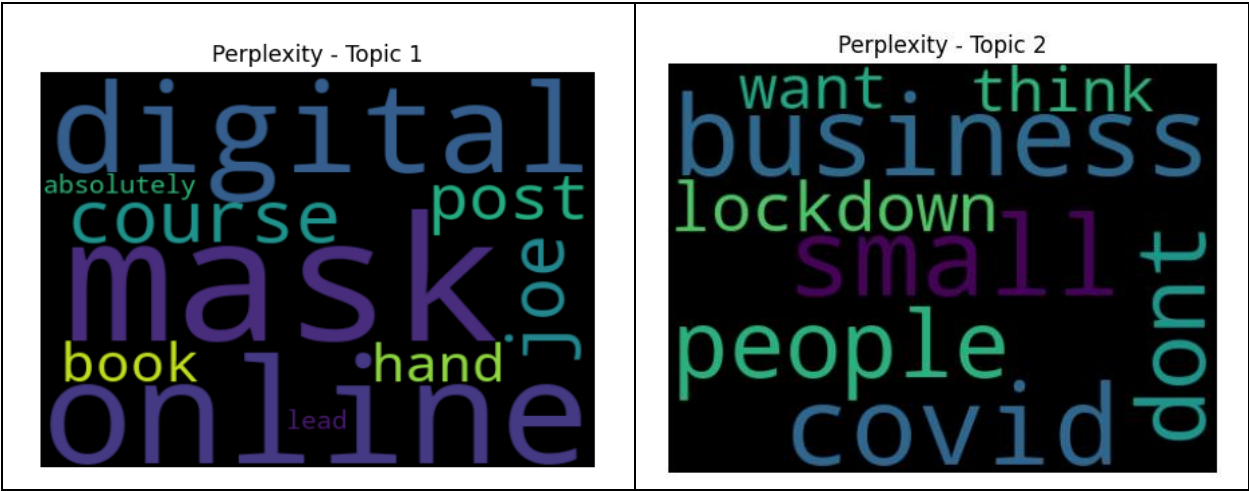 Perplexity - Topic 1
digital
absolutely
course
post
mask
joe
book
hand
online
lead
Perplexity - Topic 2
want
think
business
lockdown
small
dont
people
covid